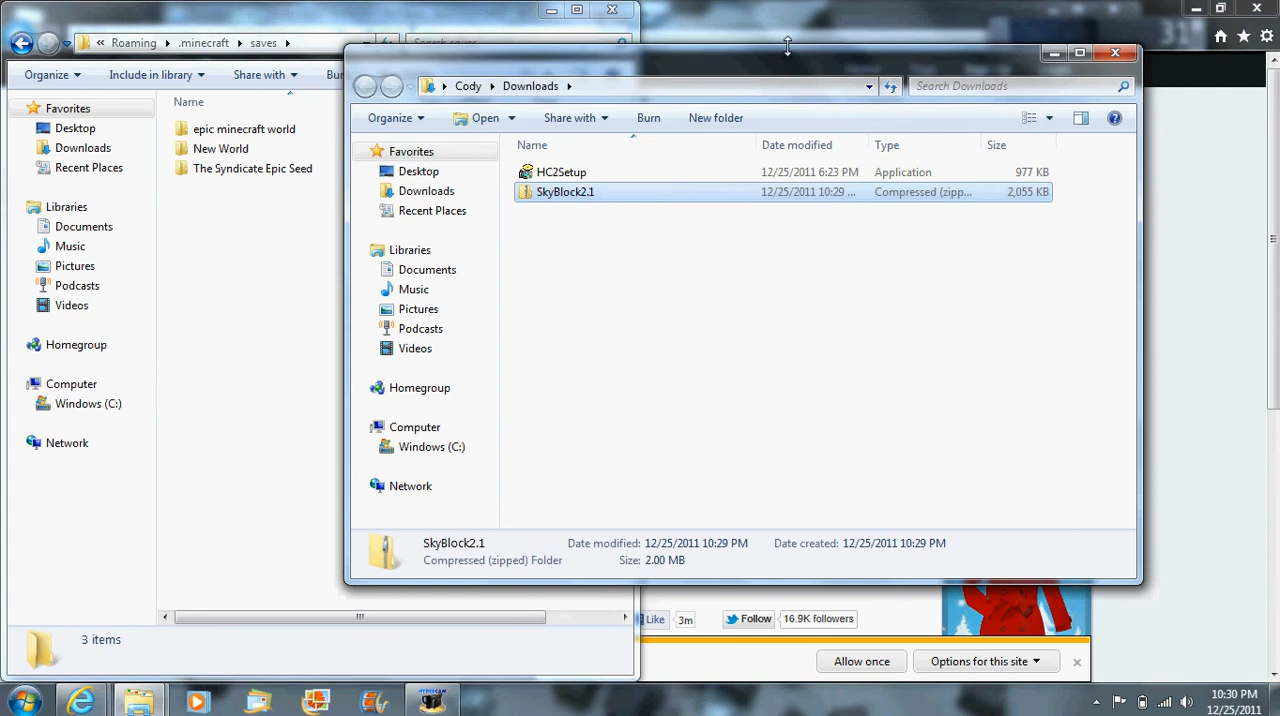 Roaming .minecraft saves
Organize Include in library Share with Bur
Favorites
Desktop
Downloads
Recent Places
Libraries
Documents
Music
Pictures
Podcasts
Videos
Homegroup
Computer
Windows (C:)
Network
Name
epic minecraft world
New World
The Syndicate Epic Seed
3 items
Cody Downloads Search Downloads
Organize Open Share with Burn New folder
Favorites
Desktop
Downloads
Recent Places
Libraries
Documents
Music
Pictures
Podcasts
Videos
Homegroup
Computer
Windows (C:)
Network
Name Date modified Type Size
HC2Setup 12/25/2011 6:23 PM Application 977 KB
SkyBlock2.1 12/25/2011 10:29 ... Compressed (zipp... 2,055 KB
SkyBlock2.1 Date modified: 12/25/2011 10:29 PM Date created: 12/25/2011 10:29 PM
Compressed (zipped) Folder Size: 2.00 MB
Like 3m Follow 16.9K followers
Allow once Options for this site
10:30 PM
12/25/2011